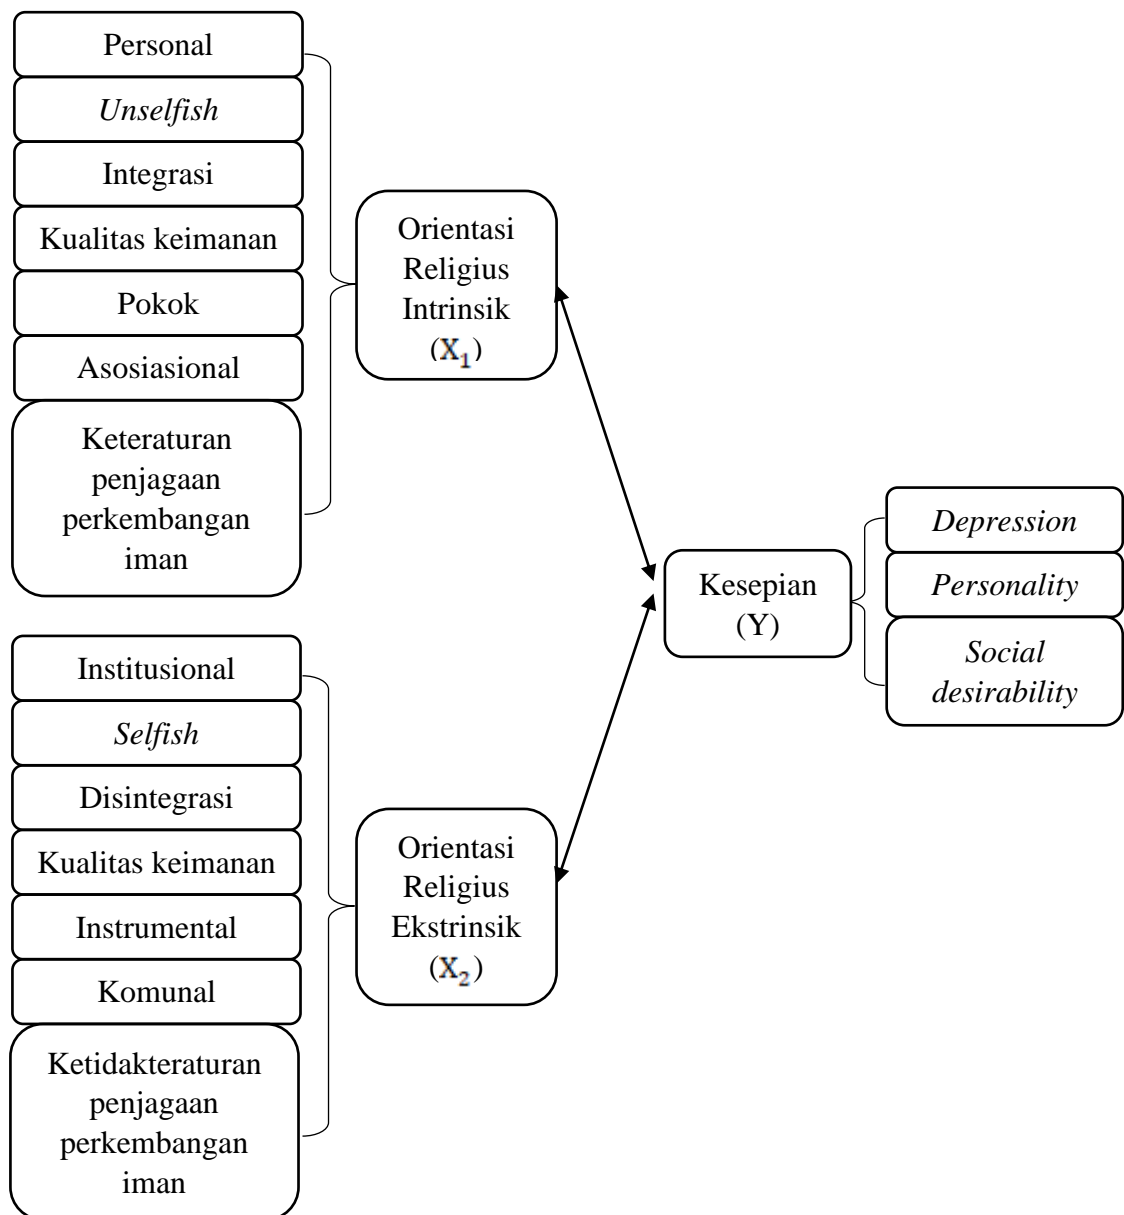 Personal
Unselfish
Integrasi
Kualitas keimanan
Pokok
Asosiasional
Keteraturan
penjagaan
perkembangan
iman
Orientasi
Religius
Intrinsik
(X₁)
Institusional
Selfish
Disintegrasi
Kualitas keimanan
Instrumental
Komunal
Ketidakteraturan
penjagaan
perkembangan
iman
Orientasi
Religius
Ekstrinsik
(X₂)
Kesepian
(Y)
Depression
Personality
Social
desirability